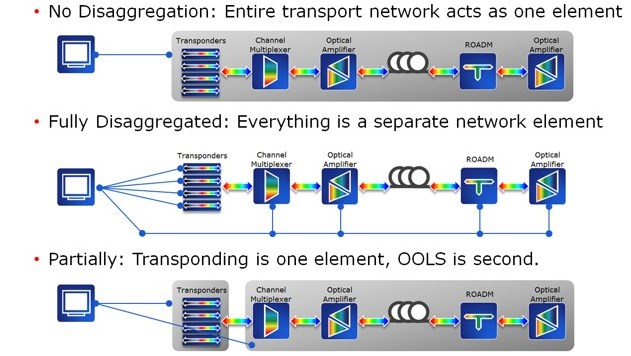 • No Disaggregation: Entire transport network acts as one element
Transponders
Channel
Multiplexer
Optical
Amplifier
ROADM
Optical
Amplifier
• Fully Disaggregated: Everything is a separate network element
Transponders
Channel
Multiplexer
Optical
Amplifier
ROADM
Optical
Amplifier
• Partially: Transponding is one element, OOLS is second.
Transponders
Channel
Multiplexer
Optical
Amplifier
ROADM
Optical
Amplifier